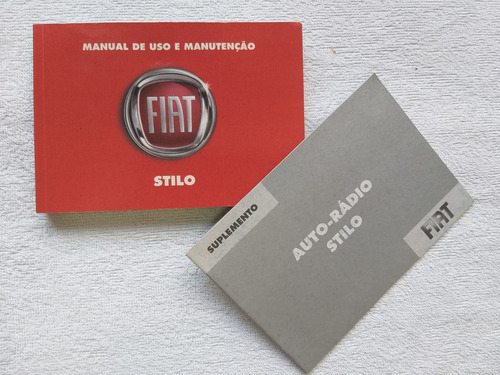 MANUAL DE USO E MANUTENÇÃO
FIAT
STILO
SUPLEMENTO
AUTO-RÁDIO
STILO
FIAT